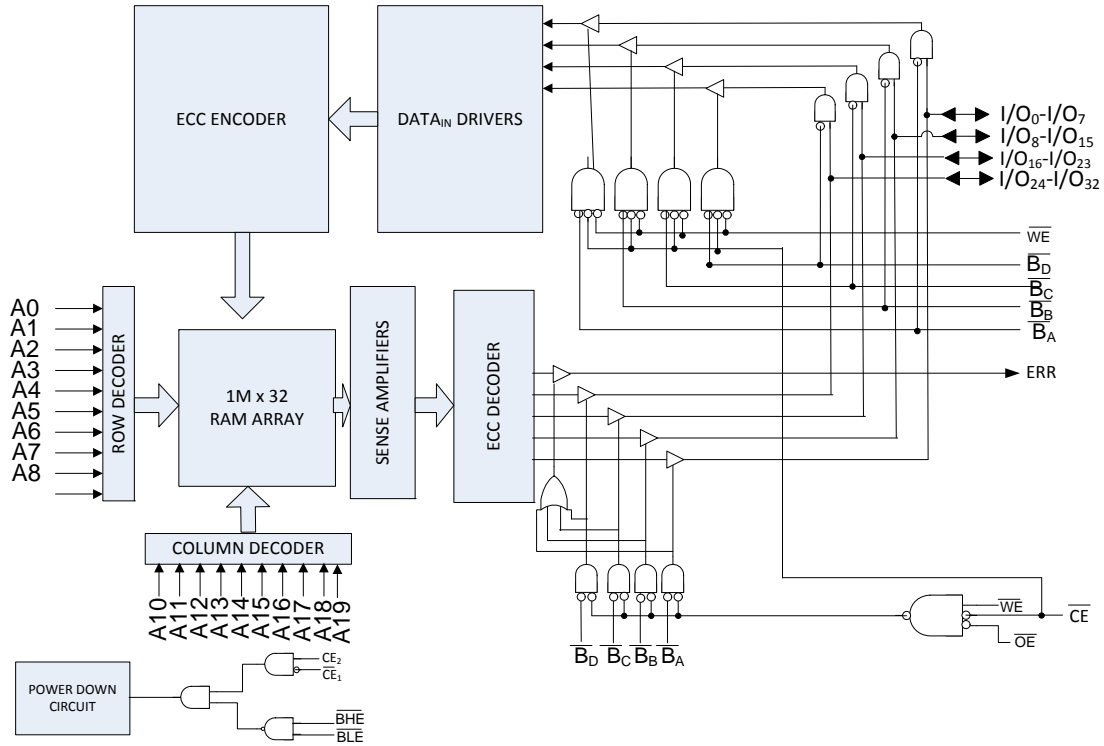 ECC ENCODER
DATAIN DRIVERS
I/O0-I/O7
I/O8-I/O15
I/O16-I/O23
I/O24-I/O32
WE
BD
BC
BB
BA
ERR
A0
A1
A2
A3
A4
A5
A6
A7
A8
ROW DECODER
1M x 32
RAM ARRAY
SENSE AMPLIFIERS
ECC DECODER
COLUMN DECODER
A10
A11
A12
A13
A14
A15
A16
A17
A18
A19
WE
CE
OE
BD
BC
BB
BA
POWER DOWN
CIRCUIT
CE2
CE1
BHE
BLE